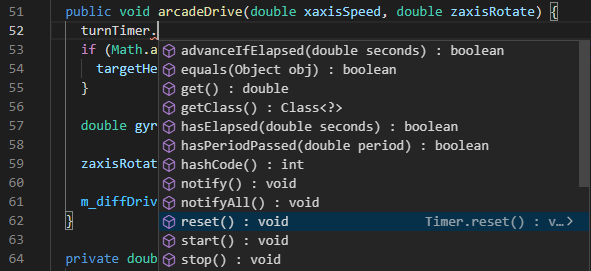 51 public void arcadeDrive(double xaxisSpeed, double zaxisRotate) {
52 turnTimer.
53 if (Math.a
54 targetHe
55 }
56
57 double gyr
58
59 zaxisRotat
60
61 m_diffDriv
62 }
63
64 private doub
advanceIfElapsed(double seconds) : boolean
equals(Object obj) : boolean
get() : double
getClass() : Class<?>
hasElapsed(double seconds) : boolean
hasPeriodPassed(double period) : boolean
hashCode() : int
notify() : void
notifyAll() : void
reset() : void Timer.reset() : v…
start() : void
stop() : void